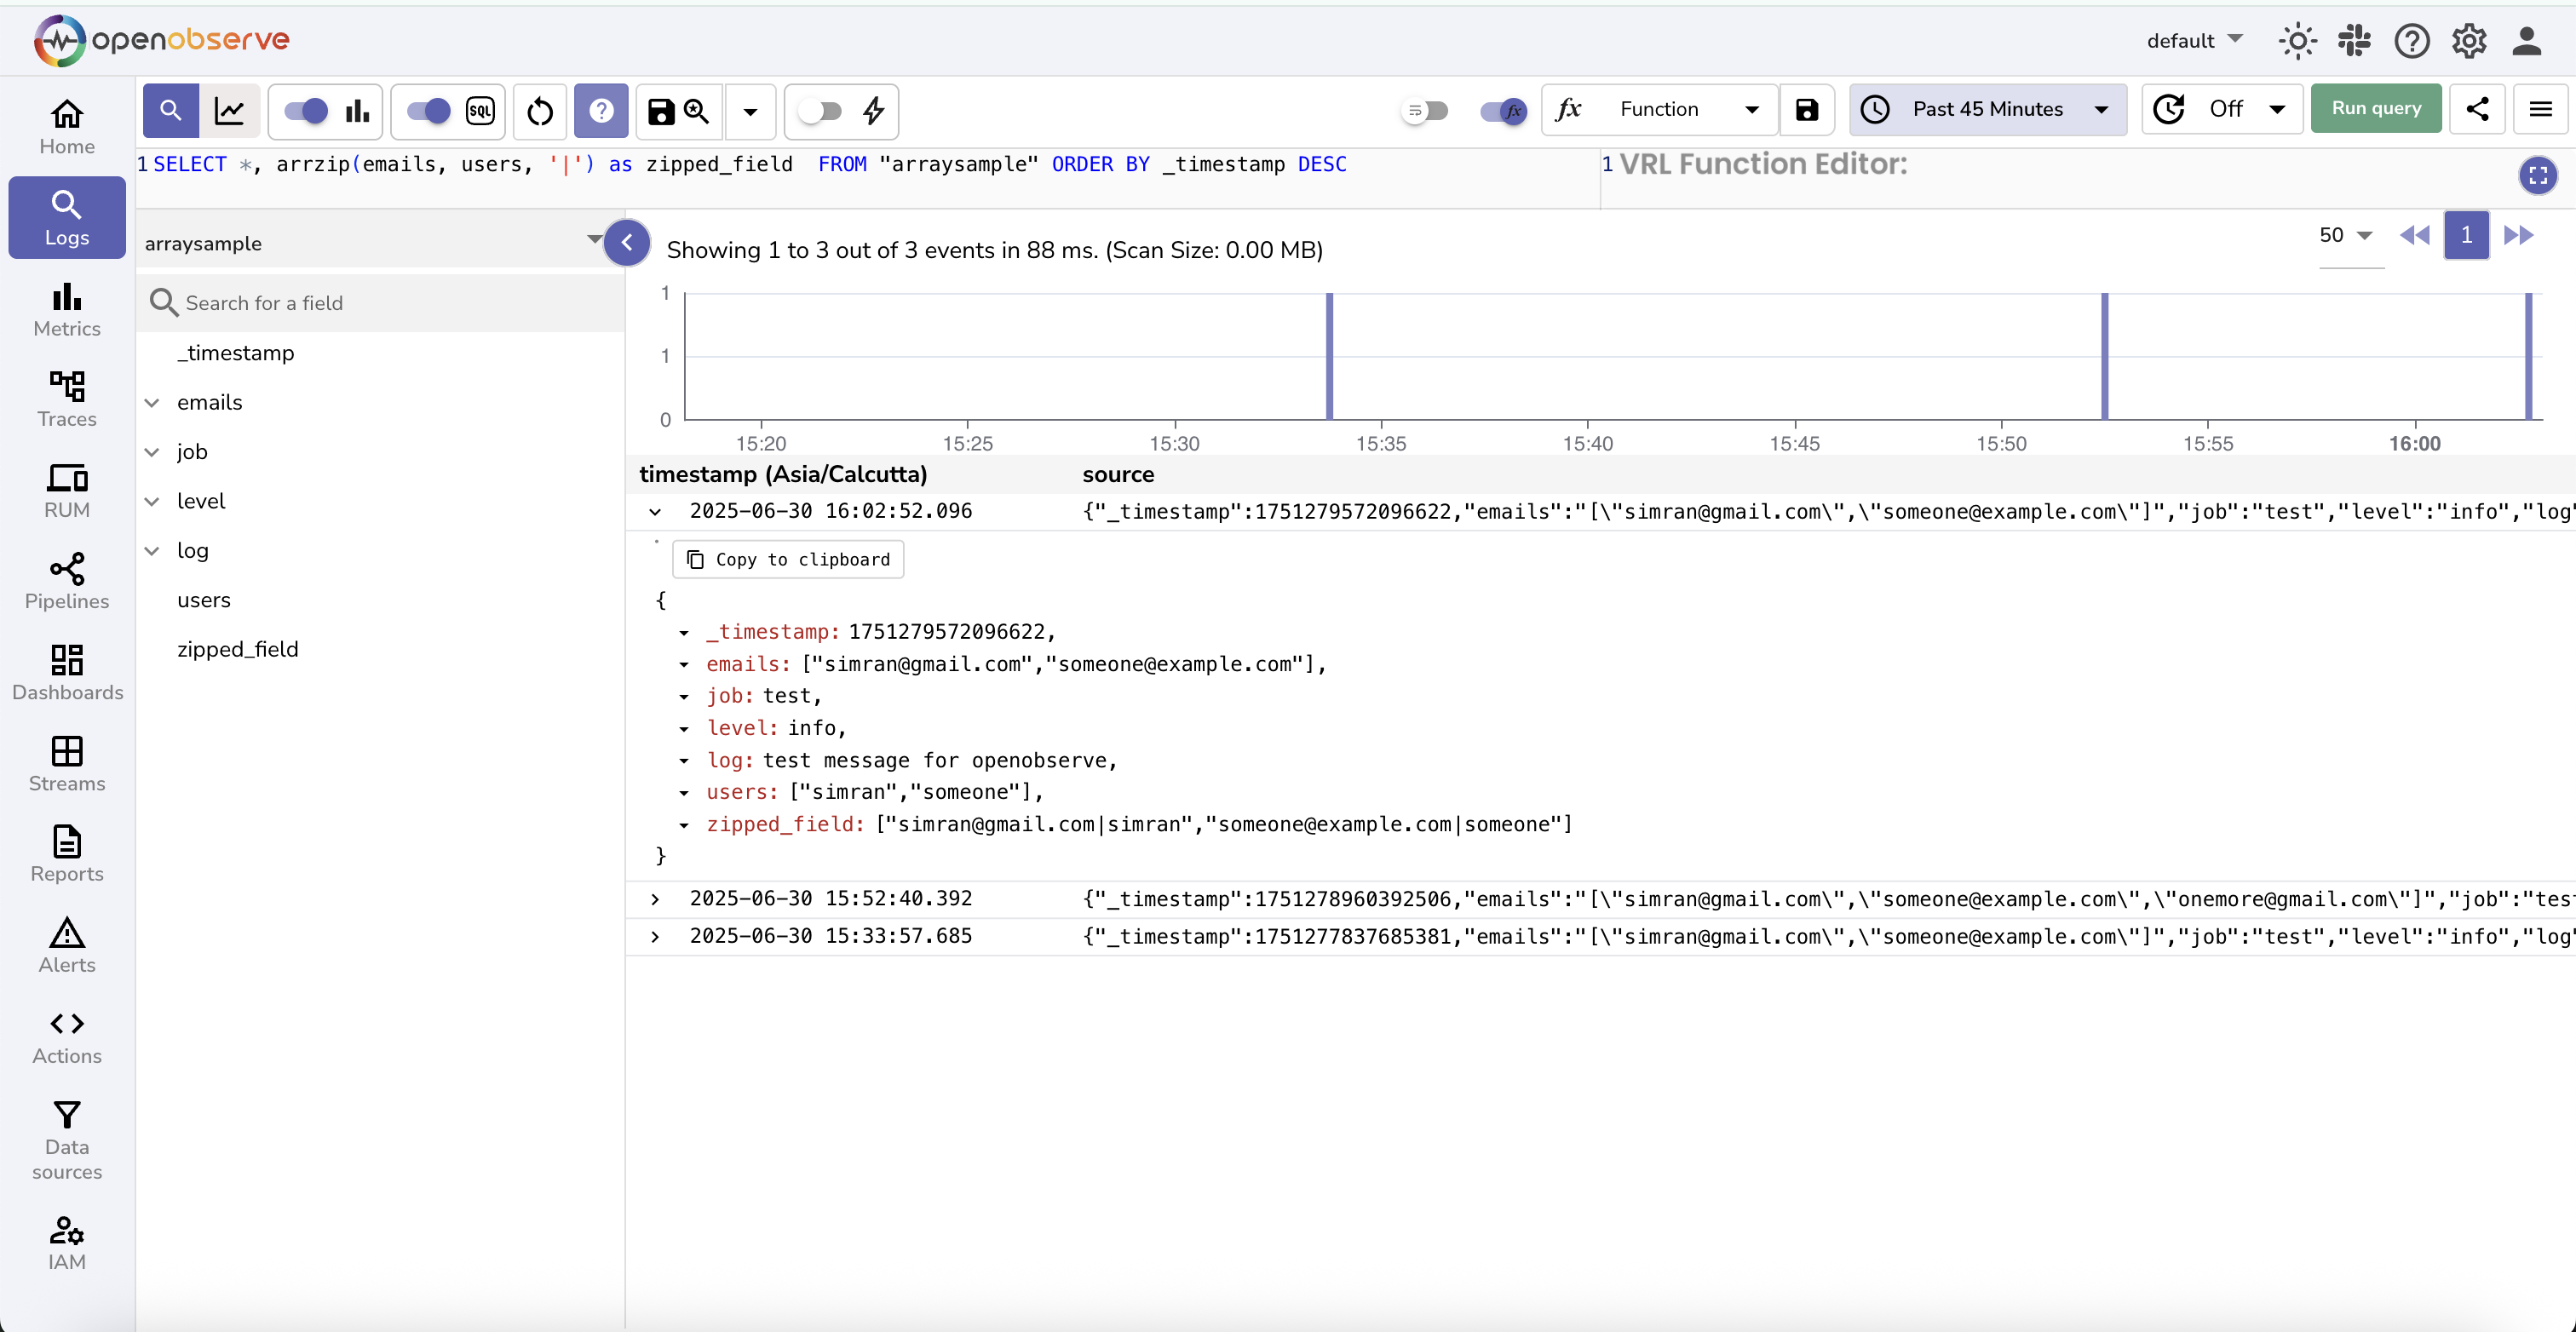 openobserve
default
Function
Past 45 Minutes
Off
Run query
SQL
fx
1 SELECT *, arrzip(emails, users, '|') as zipped_field  FROM "arraysample" ORDER BY _timestamp DESC
1 VRL Function Editor:
Home
Logs
Metrics
Traces
RUM
Pipelines
Dashboards
Streams
Reports
Alerts
Actions
Data
sources
IAM
arraysample
Search for a field
_timestamp
emails
job
level
log
users
zipped_field
Showing 1 to 3 out of 3 events in 88 ms. (Scan Size: 0.00 MB)
50
1
1
1
0
15:20 15:25 15:30 15:35 15:40 15:45 15:50 15:55 16:00
timestamp (Asia/Calcutta) source
2025-06-30 16:02:52.096 {"_timestamp":1751279572096622,"emails":"[\"simran@gmail.com\",\"someone@example.com\"]","job":"test","level":"info","log"
Copy to clipboard
{
_timestamp: 1751279572096622,
emails: ["simran@gmail.com","someone@example.com"],
job: test,
level: info,
log: test message for openobserve,
users: ["simran","someone"],
zipped_field: ["simran@gmail.com|simran","someone@example.com|someone"]
}
2025-06-30 15:52:40.392 {"_timestamp":1751278960392506,"emails":"[\"simran@gmail.com\",\"someone@example.com\",\"onemore@gmail.com\"]","job":"tes
2025-06-30 15:33:57.685 {"_timestamp":1751277837685381,"emails":"[\"simran@gmail.com\",\"someone@example.com\"]","job":"test","level":"info","log"